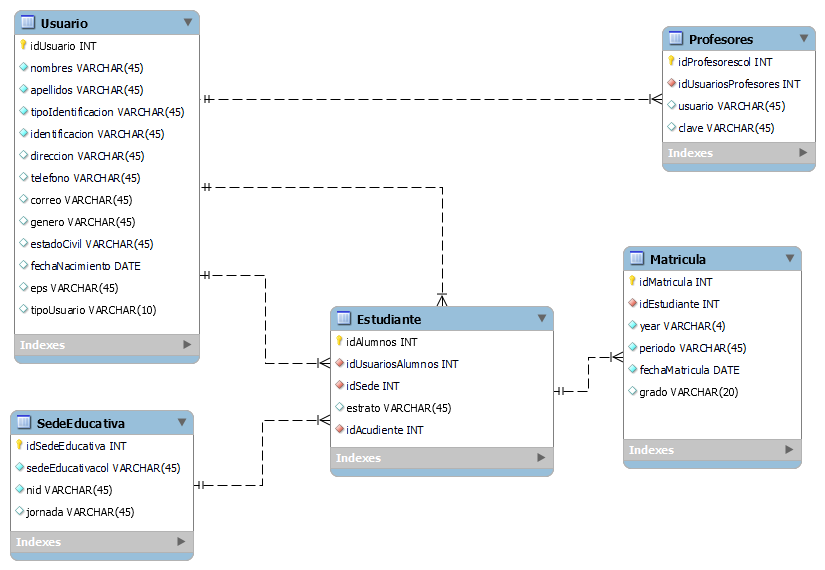 Usuario
idUsuario INT
nombres VARCHAR(45)
apellidos VARCHAR(45)
tipoIdentificacion VARCHAR(45)
identificacion VARCHAR(45)
direccion VARCHAR(45)
telefono VARCHAR(45)
correo VARCHAR(45)
genero VARCHAR(45)
estadoCivil VARCHAR(45)
fechaNacimiento DATE
eps VARCHAR(45)
tipoUsuario VARCHAR(10)
Indexes
Profesores
idProfesorescol INT
idUsuariosProfesores INT
usuario VARCHAR(45)
clave VARCHAR(45)
Indexes
Matricula
idMatricula INT
idEstudiante INT
year VARCHAR(4)
periodo VARCHAR(45)
fechaMatricula DATE
grado VARCHAR(20)
Indexes
Estudiante
idAlumnos INT
idUsuariosAlumnos INT
idSede INT
estrato VARCHAR(45)
idAcudiente INT
Indexes
SedeEducativa
idSedeEducativa INT
sedeEducativacol VARCHAR(45)
nid VARCHAR(45)
jornada VARCHAR(45)
Indexes